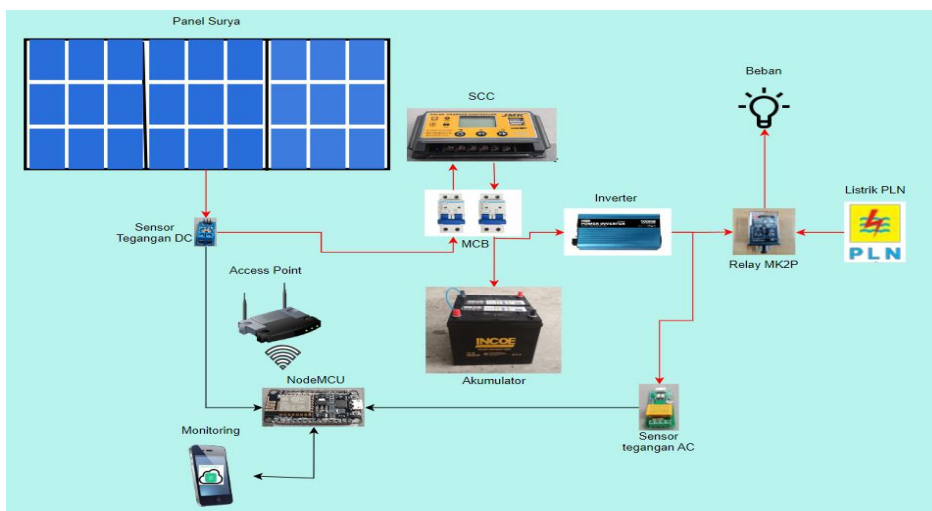 Panel Surya
Beban
SCC
Inverter
Listrik PLN
Sensor
Tegangan DC
MCB
PLN
Relay MK2P
Access Point
INCOE
NodeMCU
Akumulator
Sensor
tegangan AC
Monitoring